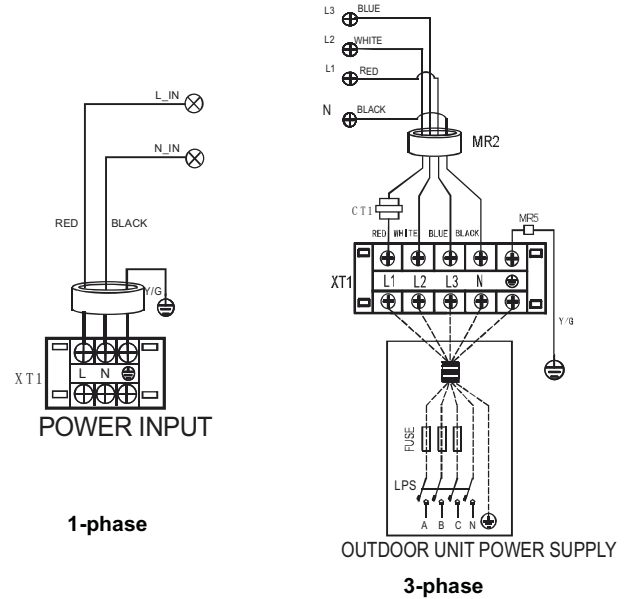 L_IN
N_IN
RED
BLACK
Y/G
XT1
L N
POWER INPUT
1-phase
L3 BLUE
L2 WHITE
L1 RED
N BLACK
MR2
CT1
RED WHITE BLUE BLACK
MR5
XT1
L1 L2 L3 N
Y/G
FUSE
LPS
A B C N
OUTDOOR UNIT POWER SUPPLY
3-phase